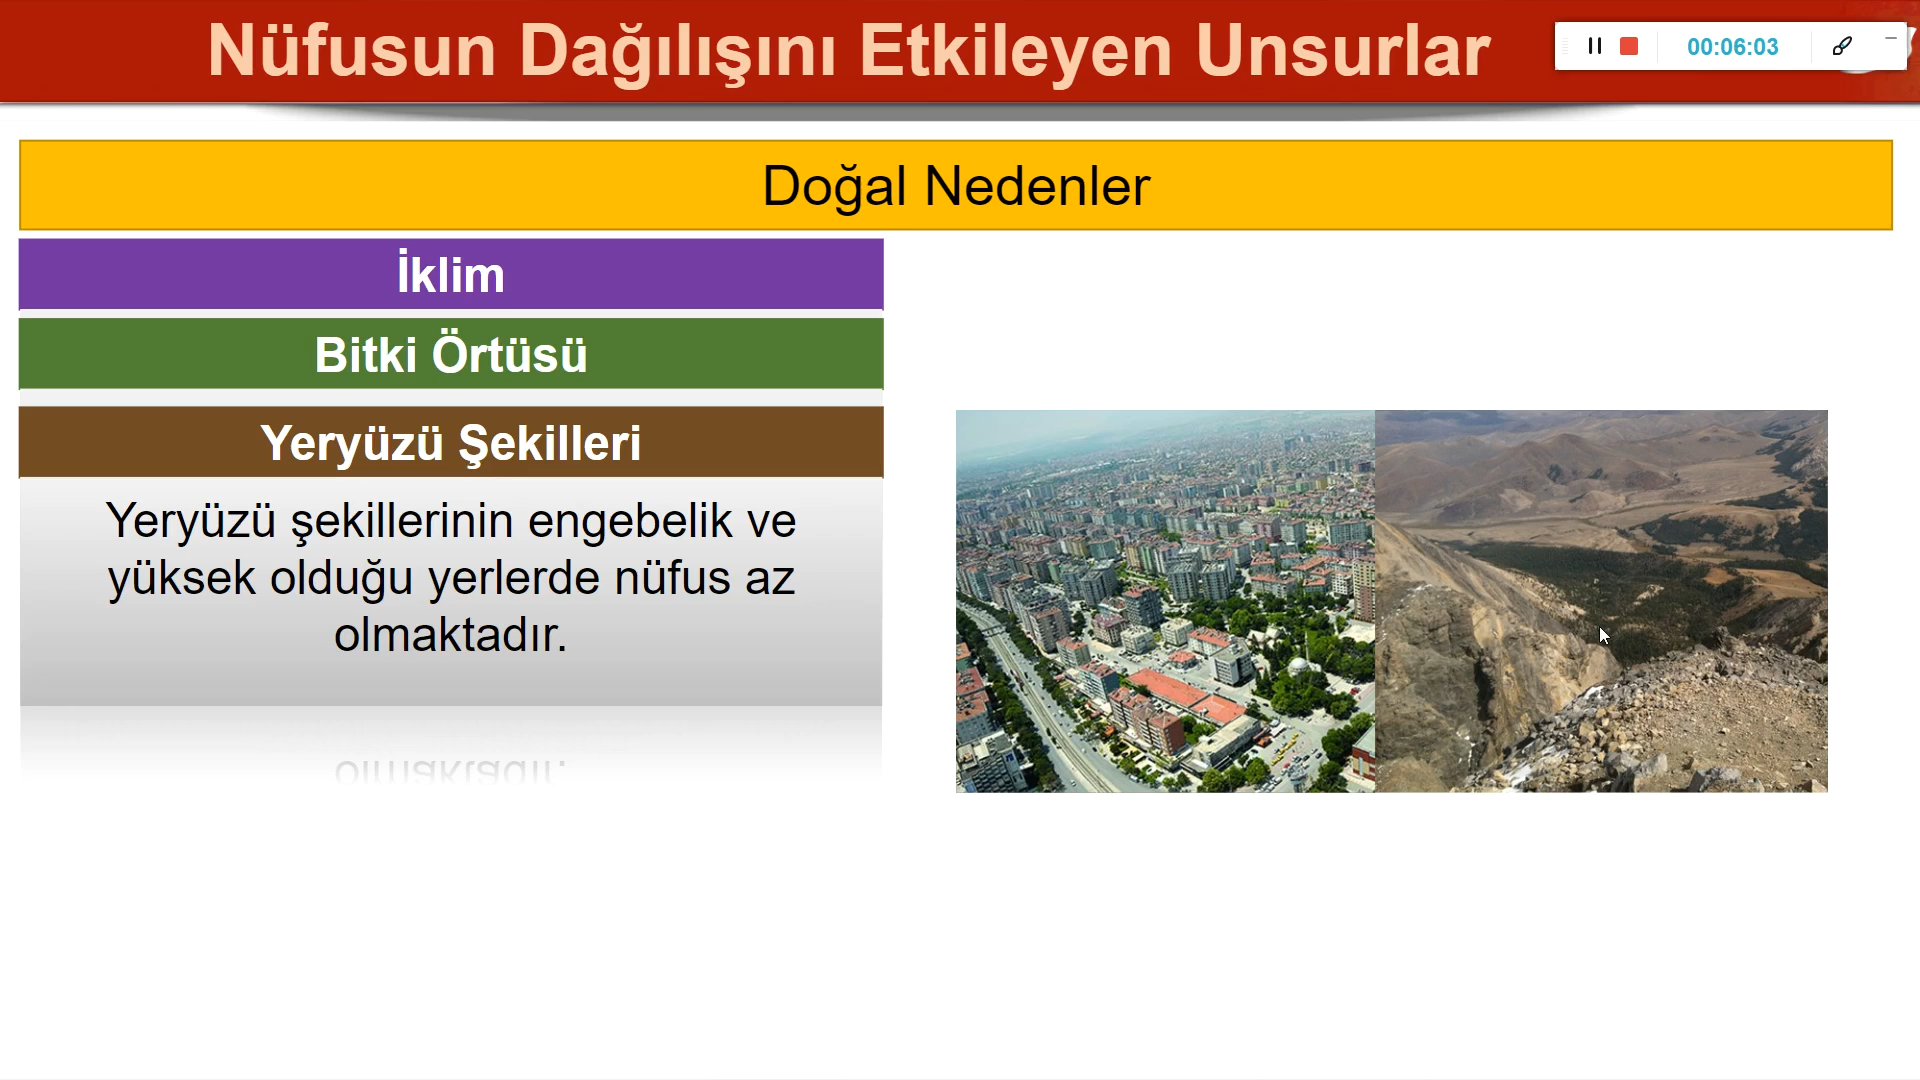 Nüfusun Dağılışını Etkileyen Unsurlar
00:06:03
Doğal Nedenler
İklim
Bitki Örtüsü
Yeryüzü Şekilleri
Yeryüzü şekillerinin engebelik ve
yüksek olduğu yerlerde nüfus az
olmaktadır.